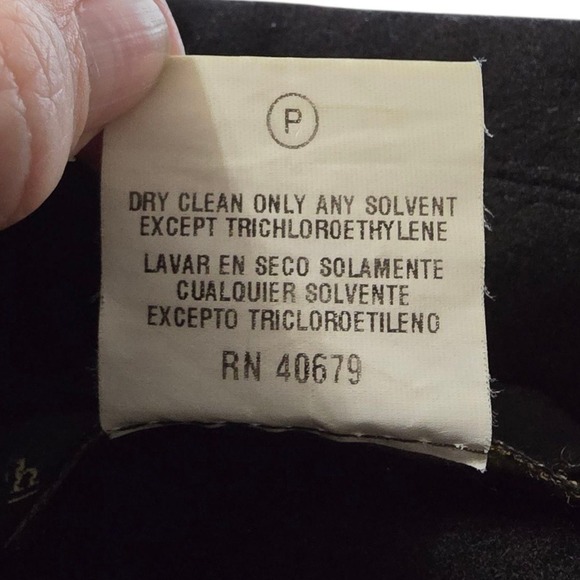 P
DRY CLEAN ONLY ANY SOLVENT
EXCEPT TRICHLOROETHYLENE
LAVAR EN SECO SOLAMENTE
CUALQUIER SOLVENTE
EXCEPTO TRICLOROETILENO
RN 40679